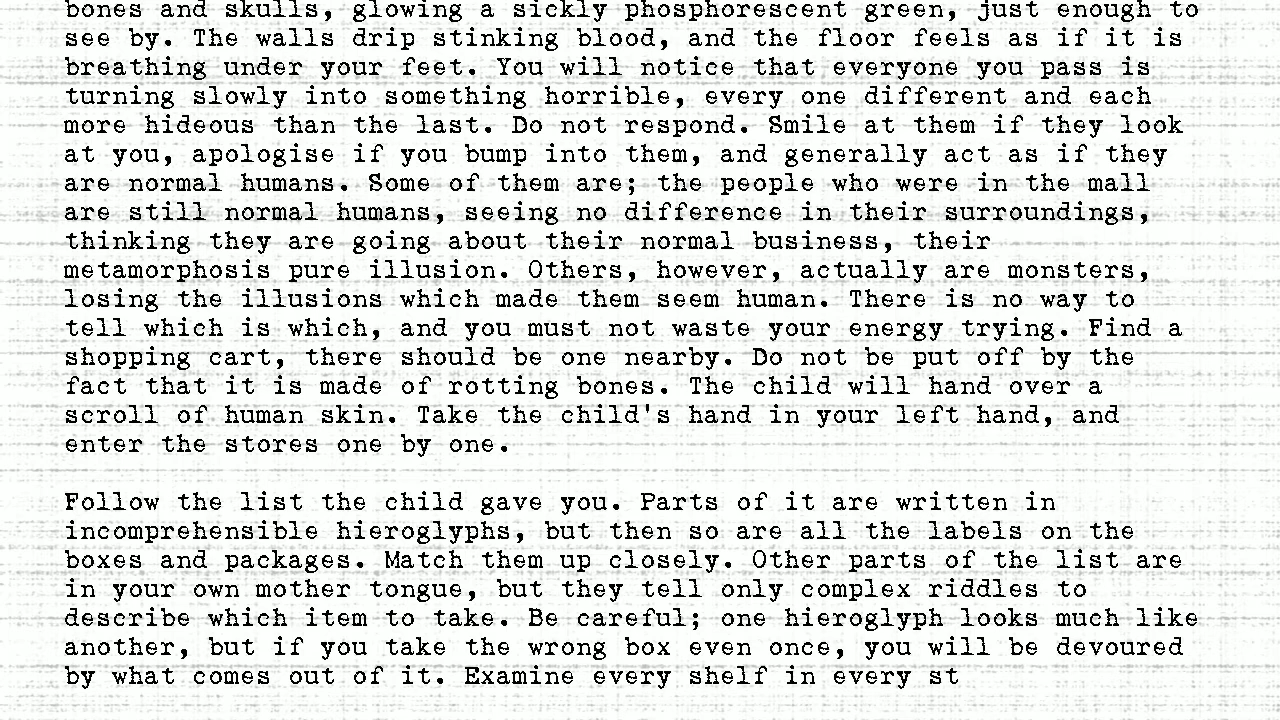 bones and skulls, glowing a sickly phosphorescent green, just enough to
see by. The walls drip stinking blood, and the floor feels as if it is
breathing under your feet. You will notice that everyone you pass is
turning slowly into something horrible, every one different and each
more hideous than the last. Do not respond. Smile at them if they look
at you, apologise if you bump into them, and generally act as if they
are normal humans. Some of them are; the people who were in the mall
are still normal humans, seeing no difference in their surroundings,
thinking they are going about their normal business, their
metamorphosis pure illusion. Others, however, actually are monsters,
losing the illusions which made them seem human. There is no way to
tell which is which, and you must not waste your energy trying. Find a
shopping cart, there should be one nearby. Do not be put off by the
fact that it is made of rotting bones. The child will hand over a
scroll of human skin. Take the child's hand in your left hand, and
enter the stores one by one.
Follow the list the child gave you. Parts of it are written in
incomprehensible hieroglyphs, but then so are all the labels on the
boxes and packages. Match them up closely. Other parts of the list are
in your own mother tongue, but they tell only complex riddles to
describe which item to take. Be careful; one hieroglyph looks much like
another, but if you take the wrong box even once, you will be devoured
by what comes out of it. Examine every shelf in every st